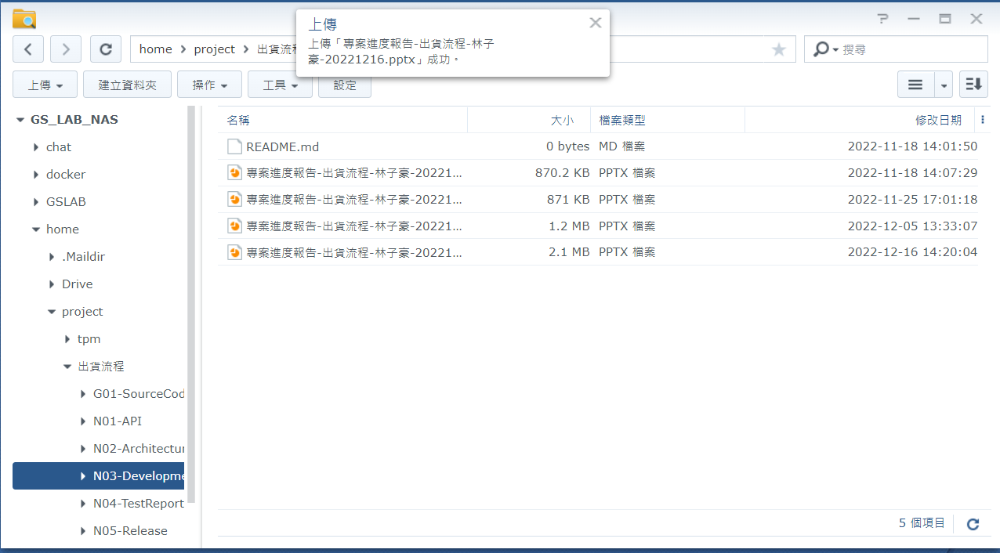 上傳
上傳「專案進度報告-出貨流程-林子
豪-20221216.pptx」成功。
home
project
出貨流程
搜尋
上傳
建立資料夾
操作
工具
設定
GS_LAB_NAS
chat
docker
GSLAB
home
.Maildir
Drive
project
tpm
出貨流程
G01-SourceCod
N01-API
N02-Architectur
N03-Developme
N04-TestReport
N05-Release
名稱 大小 檔案類型 修改日期
README.md 0 bytes MD 檔案 2022-11-18 14:01:50
專案進度報告-出貨流程-林子豪-20221... 870.2 KB PPTX 檔案 2022-11-18 14:07:29
專案進度報告-出貨流程-林子豪-20221... 871 KB PPTX 檔案 2022-11-25 17:01:18
專案進度報告-出貨流程-林子豪-20221... 1.2 MB PPTX 檔案 2022-12-05 13:33:07
專案進度報告-出貨流程-林子豪-20221... 2.1 MB PPTX 檔案 2022-12-16 14:20:04
5 個項目